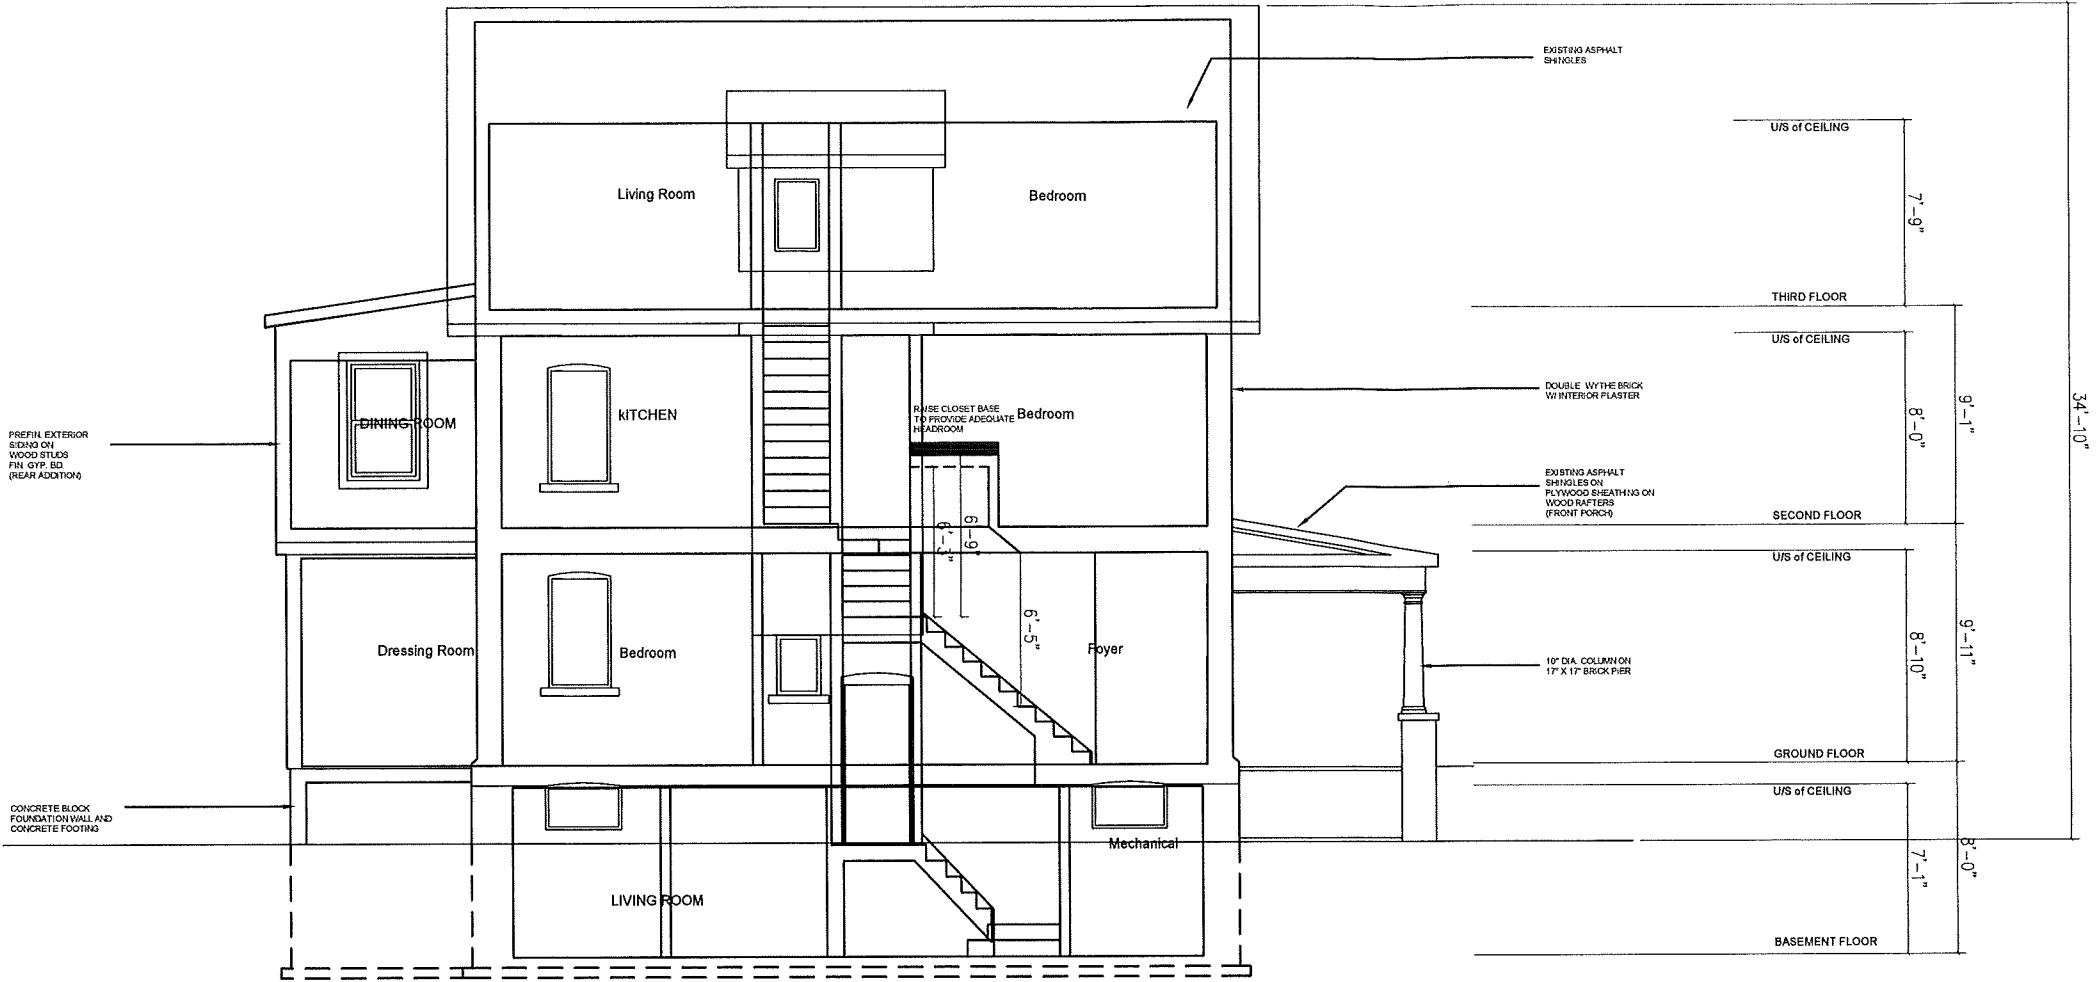 EXISTING ASPHALT
SHINGLES
U/S of CEILING
Living Room
Bedroom
7'-9"
THIRD FLOOR
U/S of CEILING
34'-10"
DOUBLE WYTHE BRICK
W/ INTERIOR PLASTER
9'-1"
8'-0"
kITCHEN
DINING ROOM
RAISE CLOSET BASE
TO PROVIDE ADEQUATE
HEADROOM
Bedroom
PREFIN. EXTERIOR
SIDING ON
WOOD STUDS
FIN. GYP. BD.
(REAR ADDITION)
EXISTING ASPHALT
SHINGLES ON
PLYWOOD SHEATHING ON
WOOD RAFTERS
(FRONT PORCH)
SECOND FLOOR
6'-3"
6'-9"
U/S of CEILING
6'-5"
9'-11"
8'-10"
Dressing Room
Bedroom
Foyer
10" DIA. COLUMN ON
17" X 17" BRICK PIER
GROUND FLOOR
U/S of CEILING
CONCRETE BLOCK
FOUNDATION WALL AND
CONCRETE FOOTING
Mechanical
8'-0"
7'-1"
LIVING ROOM
BASEMENT FLOOR